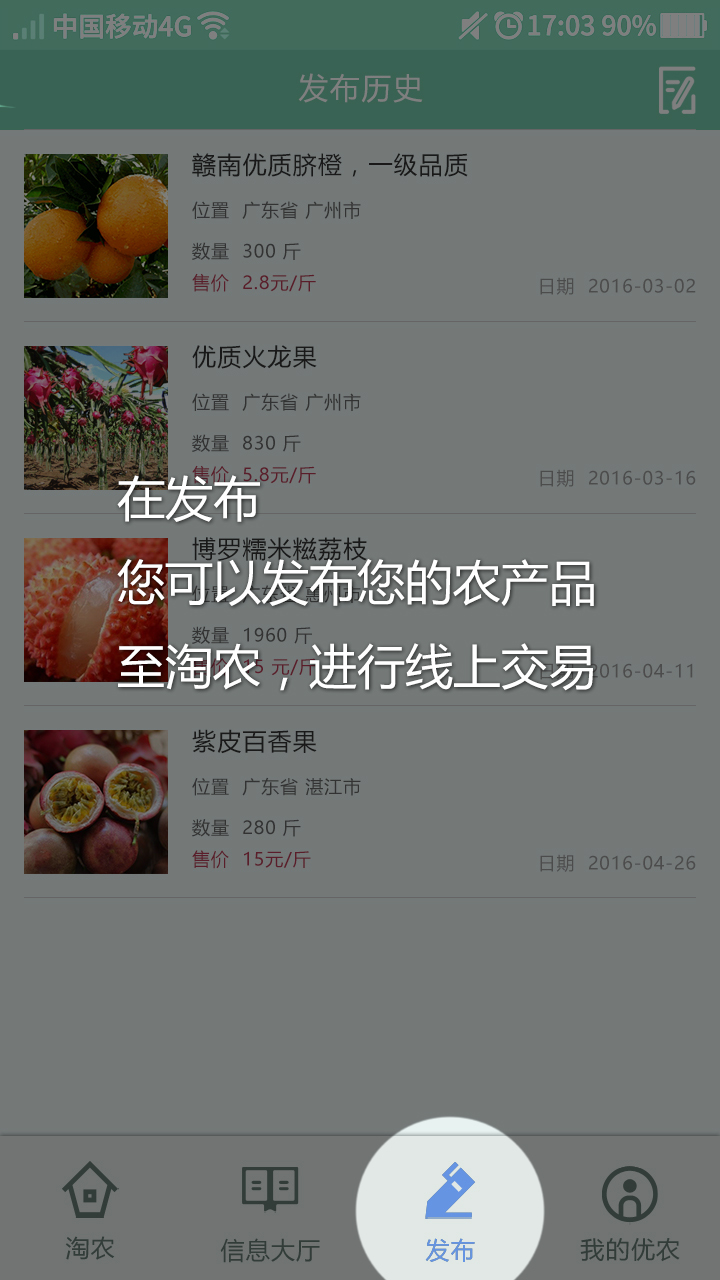 中国移动4G 17:03 90%
发布历史
赣南优质脐橙，一级品质
位置 广东省 广州市
数量 300 斤
售价 2.8元/斤 日期 2016-03-02
优质火龙果
位置 广东省 广州市
数量 830 斤
售价 5.8元/斤 日期 2016-03-16
在发布
博罗糯米糍荔枝
您可以发布您的农产品
数量 1960 斤
至淘农，进行线上交易
2016-04-11
紫皮百香果
位置 广东省 湛江市
数量 280 斤
售价 15元/斤 日期 2016-04-26
淘农 信息大厅 发布 我的优农